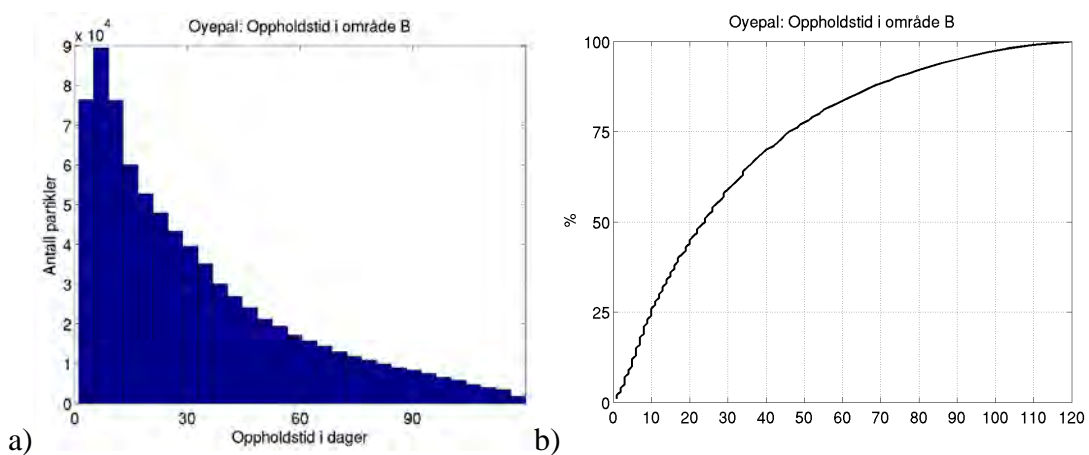 Oyepal: Oppholdstid i område B
x 10⁴
9
8
7
6
5
4
3
2
1
0
Antall partikler
0 30 60 90
Oppholdstid i dager
a)
Oyepal: Oppholdstid i område B
100
75
50
25
0
%
0 10 20 30 40 50 60 70 80 90 100 110 120
b)